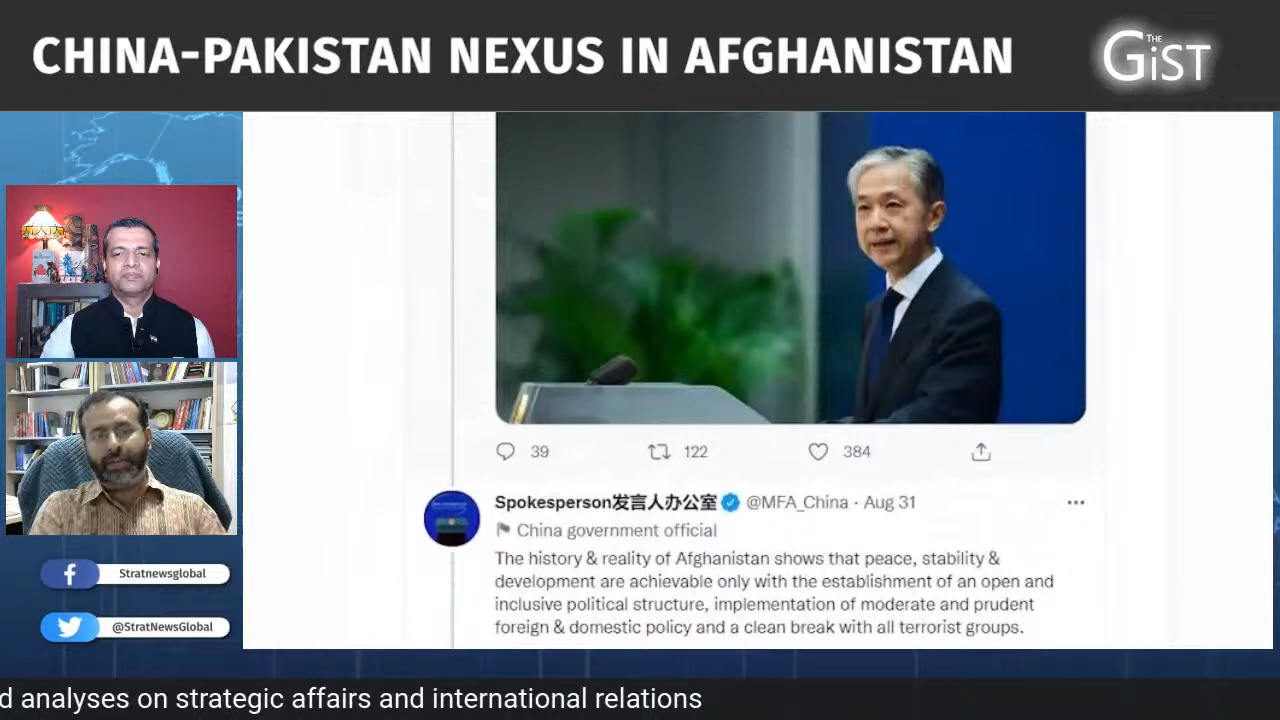 CHINA-PAKISTAN NEXUS IN AFGHANISTAN
THE
GiST
39
122
384
Spokesperson发言人办公室 @MFA_China · Aug 31
China government official
The history & reality of Afghanistan shows that peace, stability &
development are achievable only with the establishment of an open and
inclusive political structure, implementation of moderate and prudent
foreign & domestic policy and a clean break with all terrorist groups.
Stratnewsglobal
@StratNewsGlobal
d analyses on strategic affairs and international relations